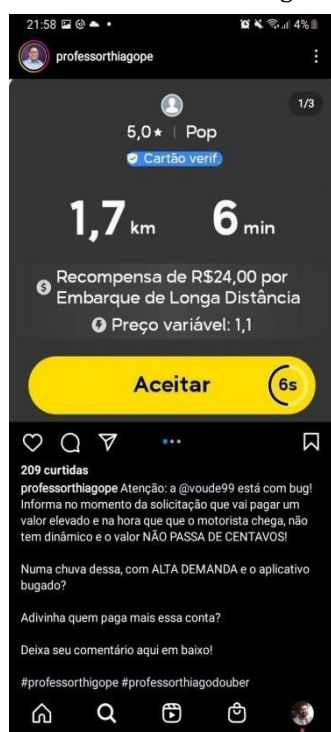 21:58
4%
professorthiagope
1/3
5,0★ | Pop
Cartão verif.
1,7 km 6 min
Recompensa de R$24,00 por
Embarque de Longa Distância
Preço variável: 1,1
Aceitar 6s
209 curtidas
professorthiagope Atenção: a @voude99 está com bug!
Informa no momento da solicitação que vai pagar um
valor elevado e na hora que que o motorista chega, não
tem dinâmico e o valor NÃO PASSA DE CENTAVOS!
Numa chuva dessa, com ALTA DEMANDA e o aplicativo
bugado?
Adivinha quem paga mais essa conta?
Deixa seu comentário aqui em baixo!
#professorthigope #professorthiagodouber